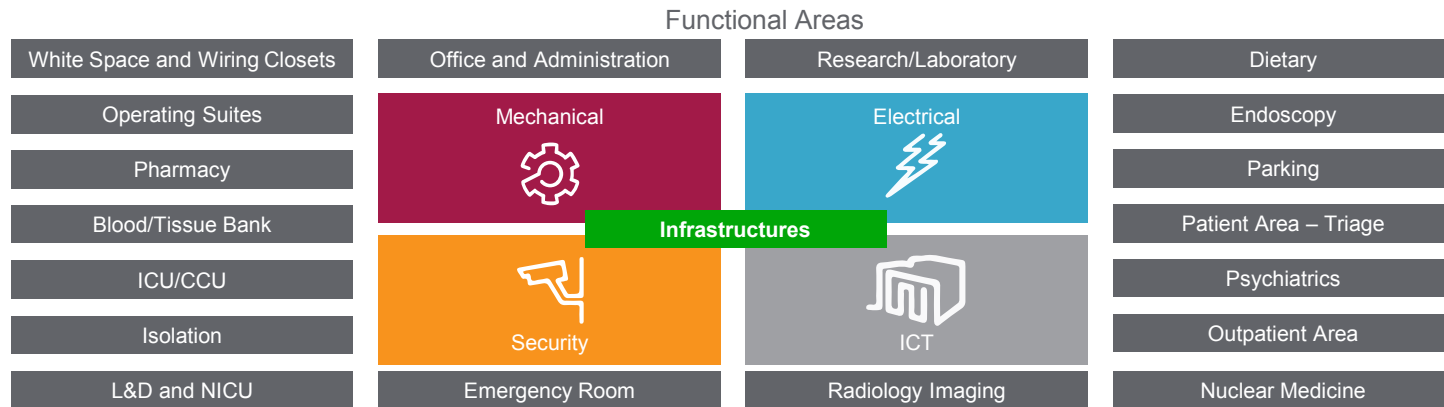 Functional Areas
White Space and Wiring Closets
Office and Administration
Research/Laboratory
Dietary
Operating Suites
Mechanical
Electrical
Endoscopy
Pharmacy
Parking
Blood/Tissue Bank
Infrastructures
Patient Area – Triage
ICU/CCU
Psychiatrics
Isolation
Security
ICT
Outpatient Area
L&D and NICU
Emergency Room
Radiology Imaging
Nuclear Medicine